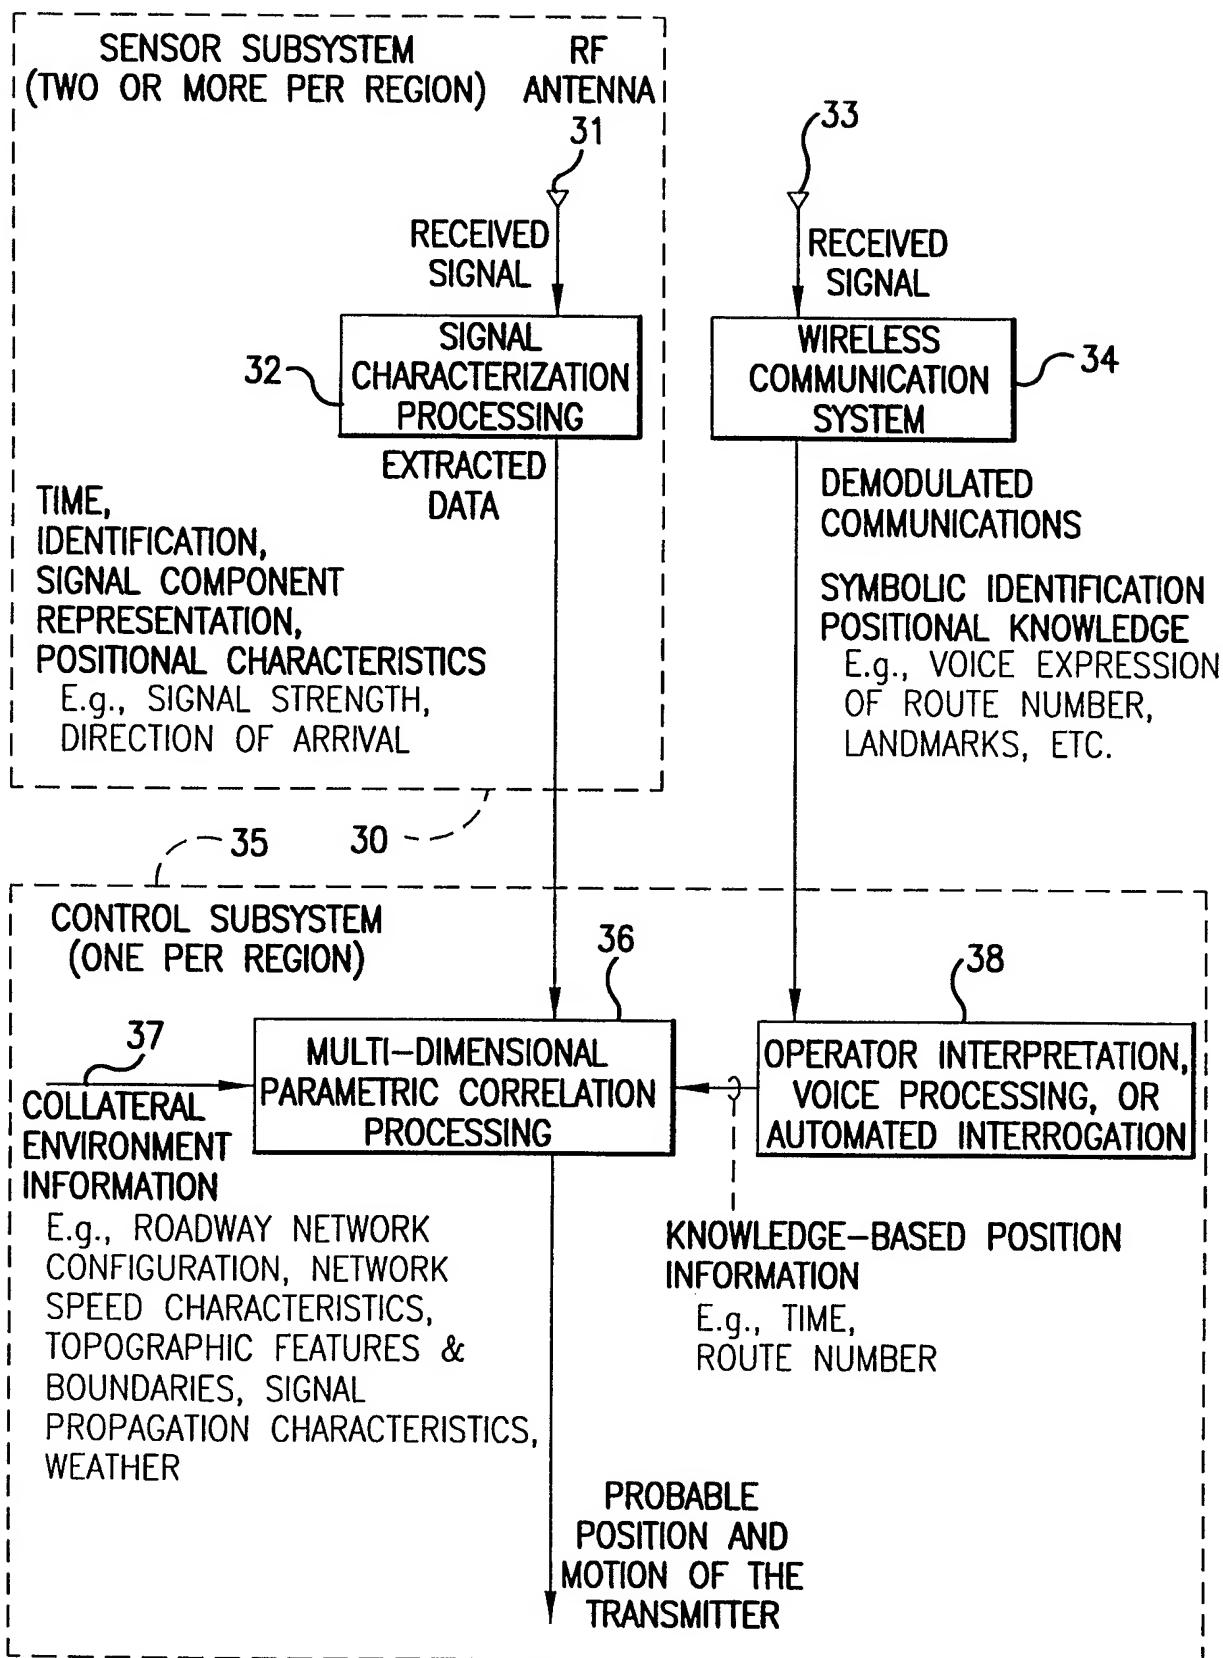 SENSOR SUBSYSTEM
(TWO OR MORE PER REGION)
RF
ANTENNA
31
33
RECEIVED
SIGNAL
RECEIVED
SIGNAL
32
SIGNAL
CHARACTERIZATION
PROCESSING
WIRELESS
COMMUNICATION
SYSTEM
34
EXTRACTED
DATA
TIME,
IDENTIFICATION,
SIGNAL COMPONENT
REPRESENTATION,
POSITIONAL CHARACTERISTICS
E.g., SIGNAL STRENGTH,
DIRECTION OF ARRIVAL
DEMODULATED
COMMUNICATIONS
SYMBOLIC IDENTIFICATION
POSITIONAL KNOWLEDGE
E.g., VOICE EXPRESSION
OF ROUTE NUMBER,
LANDMARKS, ETC.
35
30
CONTROL SUBSYSTEM
(ONE PER REGION)
36
38
37
MULTI-DIMENSIONAL
PARAMETRIC CORRELATION
PROCESSING
OPERATOR INTERPRETATION,
VOICE PROCESSING, OR
AUTOMATED INTERROGATION
COLLATERAL
ENVIRONMENT
INFORMATION
E.g., ROADWAY NETWORK
CONFIGURATION, NETWORK
SPEED CHARACTERISTICS,
TOPOGRAPHIC FEATURES &
BOUNDARIES, SIGNAL
PROPAGATION CHARACTERISTICS,
WEATHER
KNOWLEDGE-BASED POSITION
INFORMATION
E.g., TIME,
ROUTE NUMBER
PROBABLE
POSITION AND
MOTION OF THE
TRANSMITTER